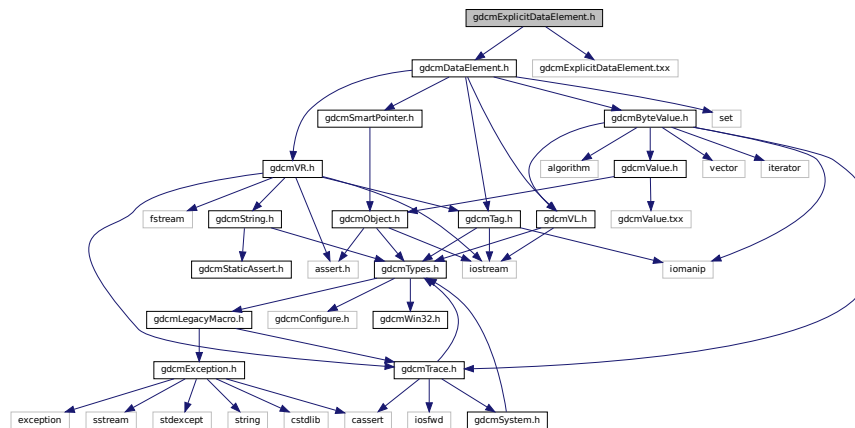 gdcmExplicitDataElement.h
gdcmDataElement.h
gdcmExplicitDataElement.txx
gdcmSmartPointer.h
gdcmByteValue.h
set
gdcmVR.h
algorithm
gdcmValue.h
vector
iterator
fstream
gdcmString.h
gdcmObject.h
gdcmTag.h
gdcmVL.h
gdcmValue.txx
gdcmStaticAssert.h
assert.h
gdcmTypes.h
iostream
iomanip
gdcmLegacyMacro.h
gdcmConfigure.h
gdcmWin32.h
gdcmException.h
gdcmTrace.h
exception
sstream
stdexcept
string
cstdlib
cassert
iosfwd
gdcmSystem.h